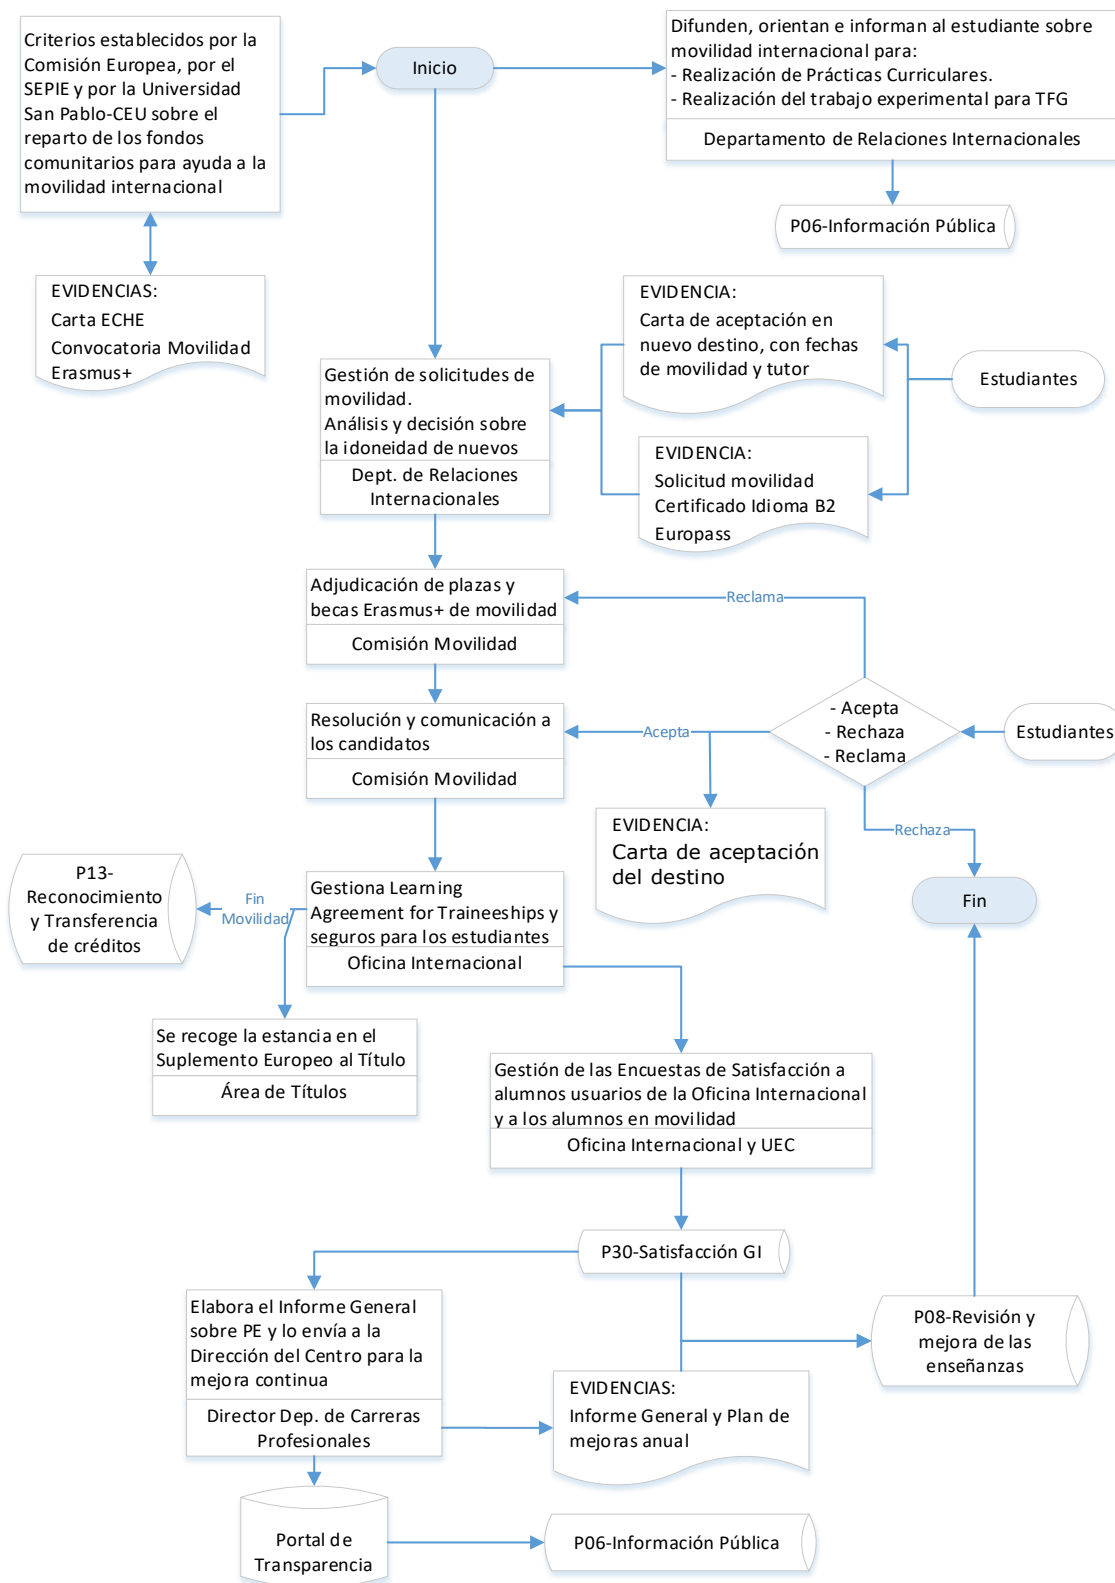 Criterios establecidos por la
Comisión Europea, por el
SEPIE y por la Universidad
San Pablo-CEU sobre el
reparto de los fondos
comunitarios para ayuda a la
movilidad internacional
Inicio
Difunden, orientan e informan al estudiante sobre
movilidad internacional para:
- Realización de Prácticas Curriculares.
- Realización del trabajo experimental para TFG
Departamento de Relaciones Internacionales
P06-Información Pública
EVIDENCIAS:
Carta ECHE
Convocatoria Movilidad
Erasmus+
EVIDENCIA:
Carta de aceptación en
nuevo destino, con fechas
de movilidad y tutor
Estudiantes
Gestión de solicitudes de
movilidad.
Análisis y decisión sobre
la idoneidad de nuevos
Dept. de Relaciones
Internacionales
EVIDENCIA:
Solicitud movilidad
Certificado Idioma B2
Europass
Adjudicación de plazas y
becas Erasmus+ de movilidad
Comisión Movilidad
Reclama
Resolución y comunicación a
los candidatos
Comisión Movilidad
Acepta
- Acepta
- Rechaza
- Reclama
Estudiantes
EVIDENCIA:
Carta de aceptación
del destino
Rechaza
Fin
P13-
Reconocimiento
y Transferencia
de créditos
Fin
Movilidad
Gestiona Learning
Agreement for Traineeships y
seguros para los estudiantes
Oficina Internacional
Se recoge la estancia en el
Suplemento Europeo al Título
Área de Títulos
Gestión de las Encuestas de Satisfacción a
alumnos usuarios de la Oficina Internacional
y a los alumnos en movilidad
Oficina Internacional y UEC
P30-Satisfacción GI
Elabora el Informe General
sobre PE y lo envía a la
Dirección del Centro para la
mejora continua
Director Dep. de Carreras
Profesionales
P08-Revisión y
mejora de las
enseñanzas
EVIDENCIAS:
Informe General y Plan de
mejoras anual
Portal de
Transparencia
P06-Información Pública